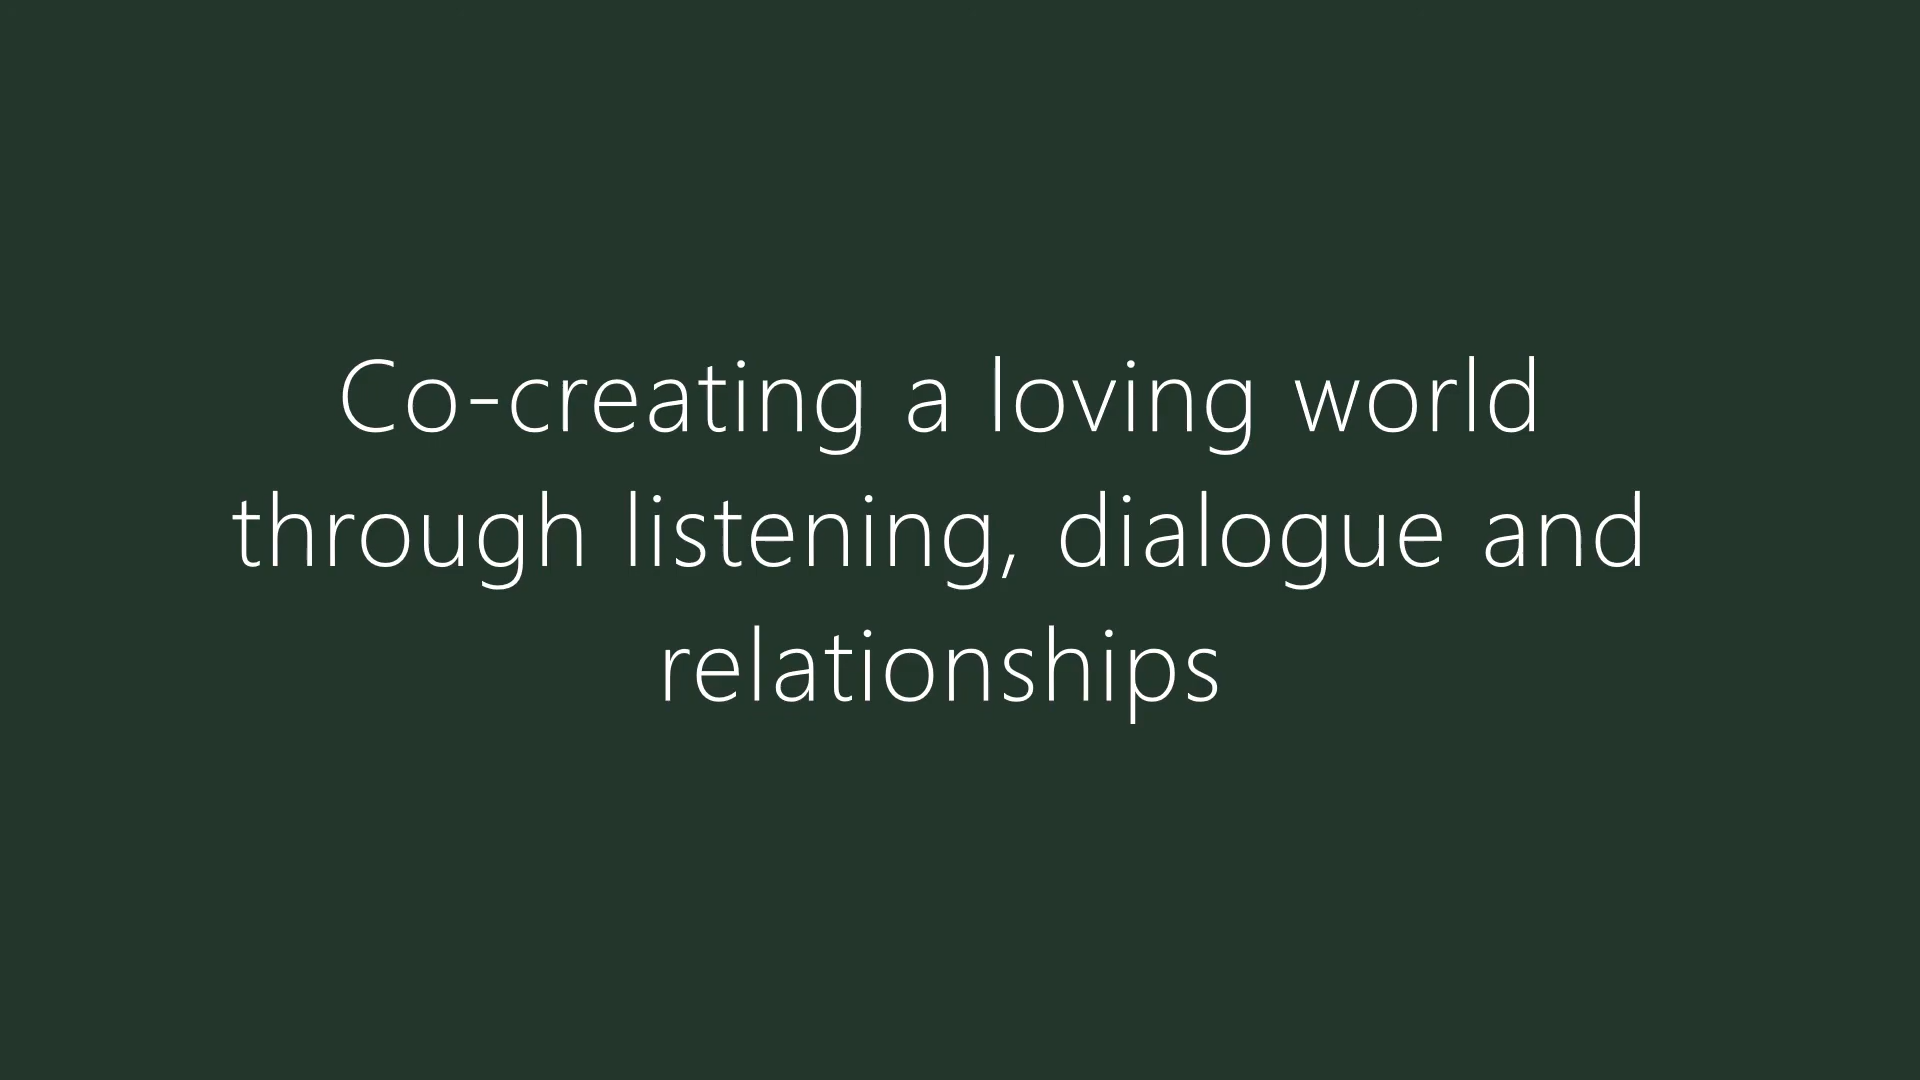 Co-creating a loving world
through listening, dialogue and
relationships